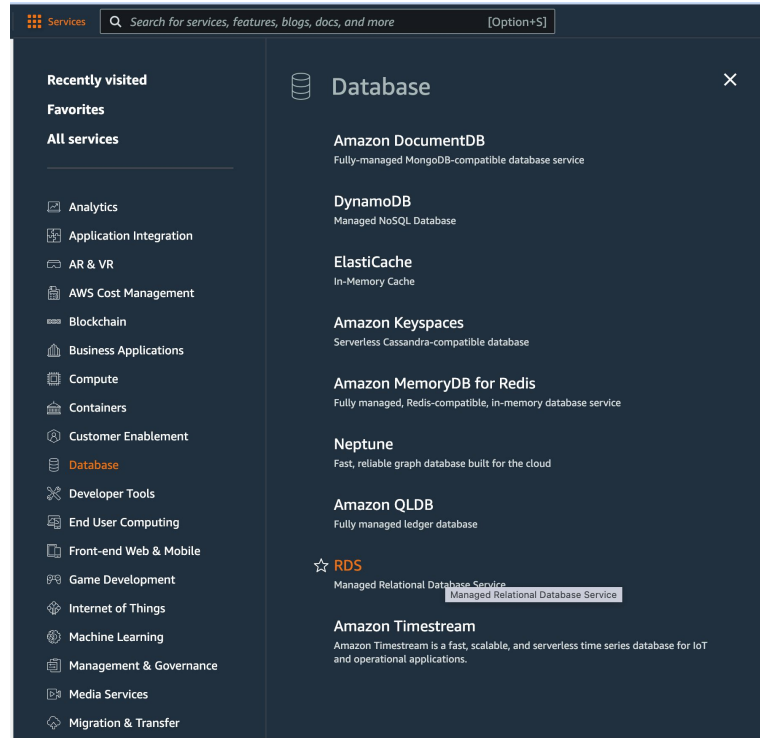 Services
Search for services, features, blogs, docs, and more
[Option+S]
Recently visited
Favorites
All services
Analytics
Application Integration
AR & VR
AWS Cost Management
Blockchain
Business Applications
Compute
Containers
Customer Enablement
Database
Developer Tools
End User Computing
Front-end Web & Mobile
Game Development
Internet of Things
Machine Learning
Management & Governance
Media Services
Migration & Transfer
Database
Amazon DocumentDB
Fully-managed MongoDB-compatible database service
DynamoDB
Managed NoSQL Database
ElastiCache
In-Memory Cache
Amazon Keyspaces
Serverless Cassandra-compatible database
Amazon MemoryDB for Redis
Fully managed, Redis-compatible, in-memory database service
Neptune
Fast, reliable graph database built for the cloud
Amazon QLDB
Fully managed ledger database
RDS
Managed Relational Database Service
Managed Relational Database Service
Amazon Timestream
Amazon Timestream is a fast, scalable, and serverless time series database for IoT
and operational applications.